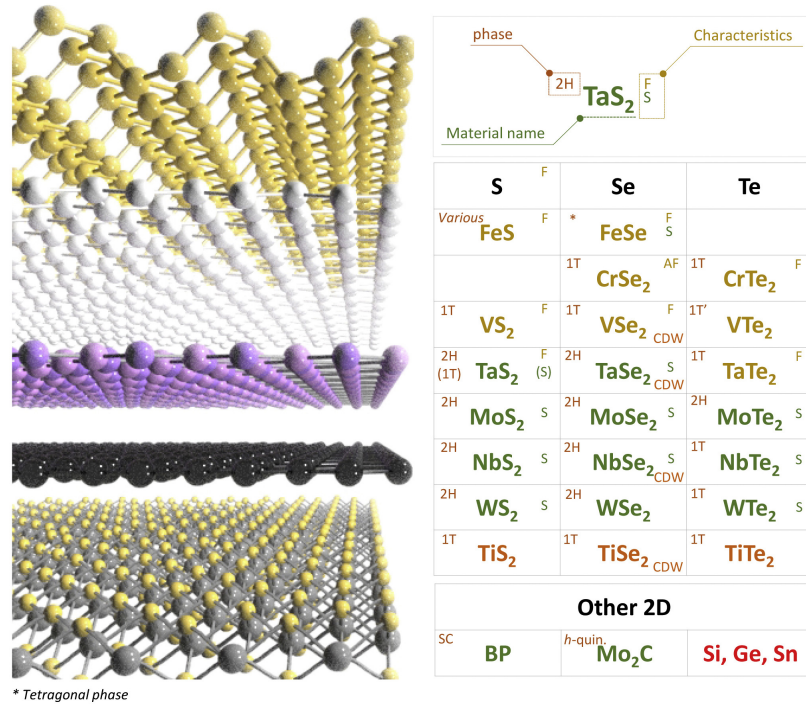 phase
Characteristics
2H
TaS₂
F
S
Material name
S F
Se
Te
Various FeS F
* FeSe F S
1T CrSe₂ AF
1T CrTe₂ F
1T VS₂ F
1T VSe₂ F CDW
1T′ VTe₂
2H (1T) TaS₂ F (S)
2H TaSe₂ S CDW
1T TaTe₂ F
2H MoS₂ S
2H MoSe₂ S
2H MoTe₂ S
2H NbS₂ S
2H NbSe₂ S CDW
1T NbTe₂ S
2H WS₂ S
2H WSe₂
1T WTe₂ S
1T TiS₂
1T TiSe₂ CDW
1T TiTe₂
Other 2D
SC BP
h-quin. Mo₂C
Si, Ge, Sn
* Tetragonal phase